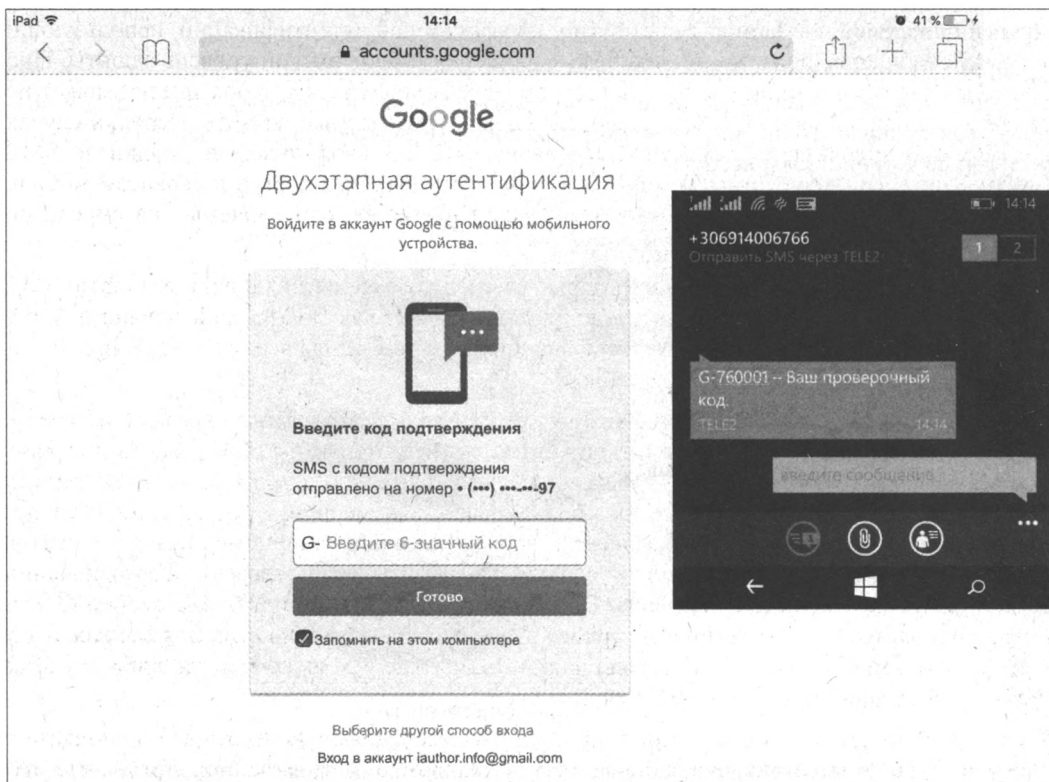 iPad
14:14
41 %
accounts.google.com
Google
Двухэтапная аутентификация
Войдите в аккаунт Google с помощью мобильного
устройства.
Введите код подтверждения
SMS с кодом подтверждения
отправлено на номер • (•••) •••-••-97
G- Введите 6-значный код
Готово
Запомнить на этом компьютере
Выберите другой способ входа
Вход в аккаунт iauthor.info@gmail.com
14:14
+306914006766
Отправить SMS через TELE2
1 2
G-760001 -- Ваш проверочный
код.
TELE2 14:14
введите сообщение